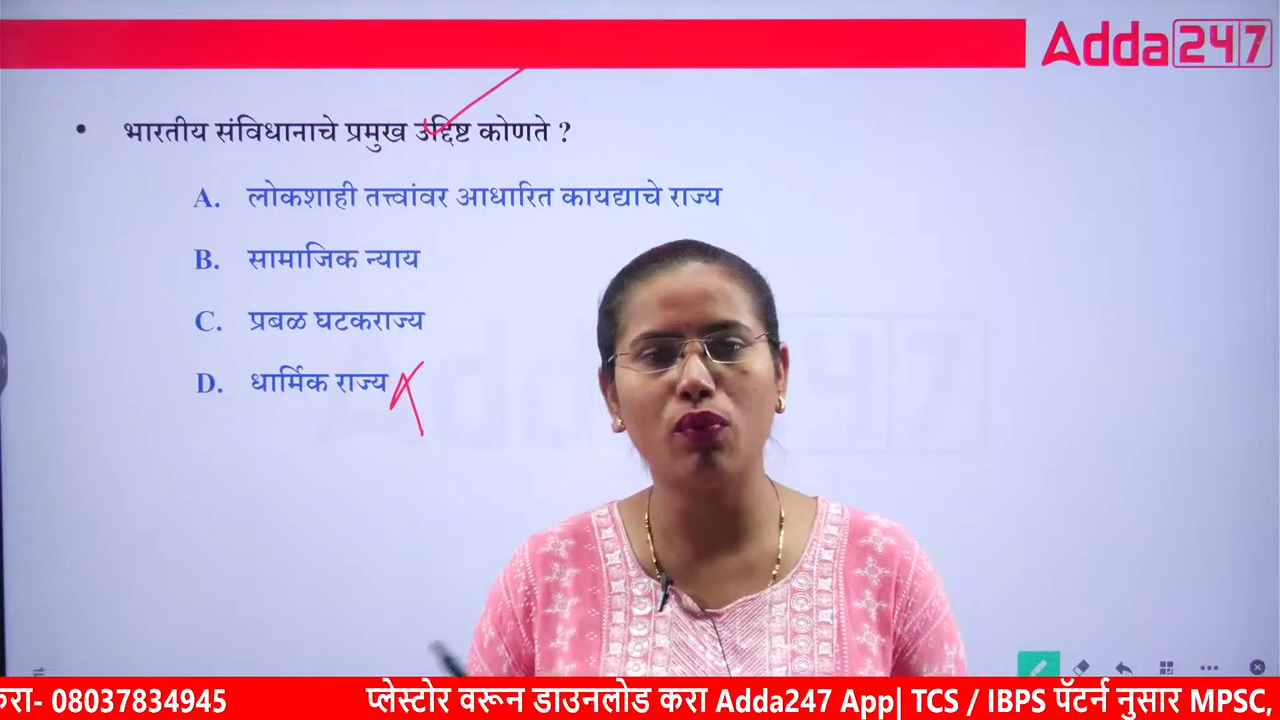 Adda247
भारतीय संविधानाचे प्रमुख उद्दिष्ट कोणते ?
A. लोकशाही तत्त्वांवर आधारित कायद्याचे राज्य
B. सामाजिक न्याय
C. प्रबळ घटकराज्य
D. धार्मिक राज्य
Adda247
करा- 08037834945 प्लेस्टोर वरून डाउनलोड करा Adda247 App| TCS / IBPS पॅटर्न नुसार MPSC,